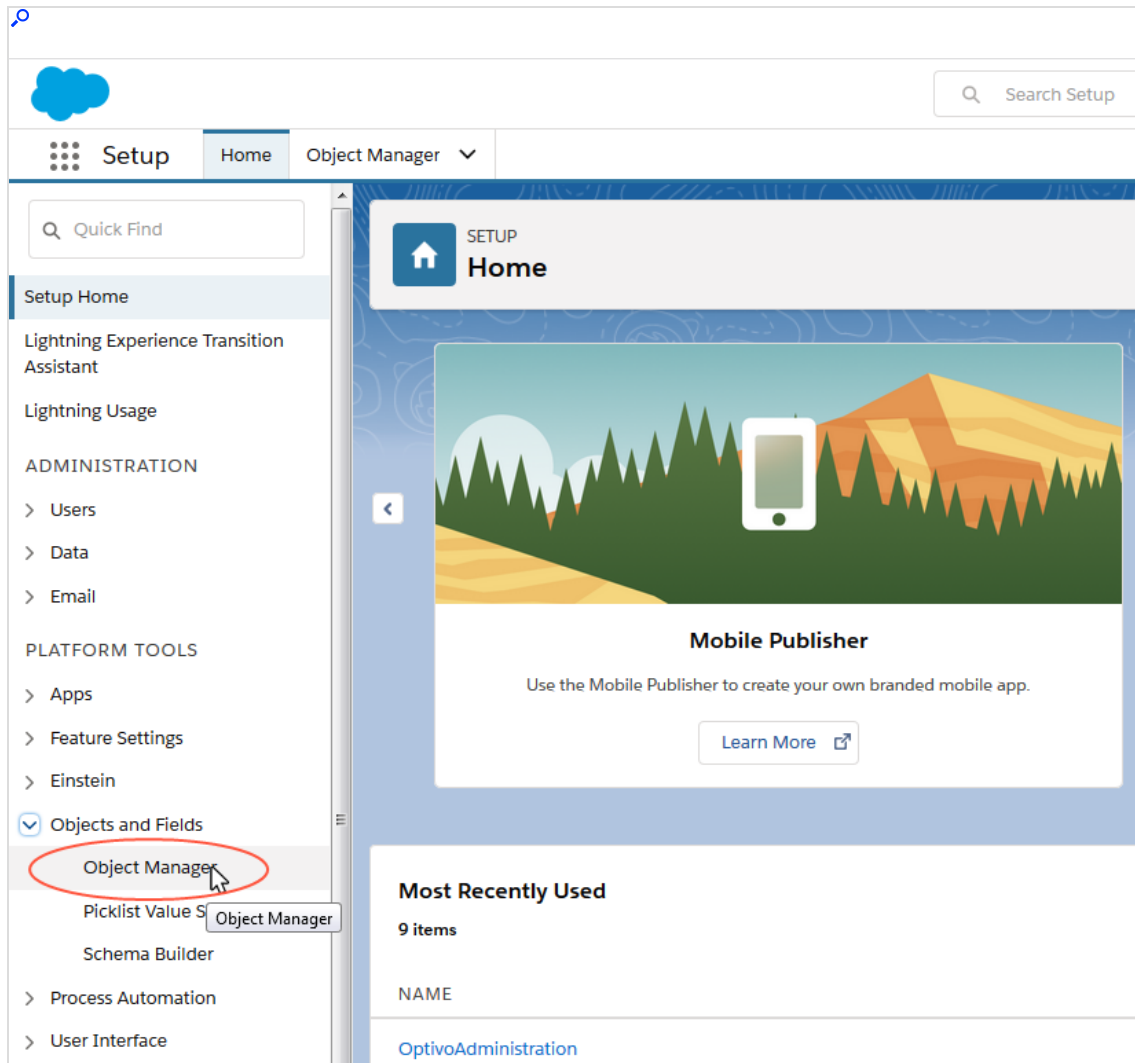 Search Setup
Setup
Home
Object Manager
Quick Find
Setup Home
Lightning Experience Transition
Assistant
Lightning Usage
ADMINISTRATION
Users
Data
Email
PLATFORM TOOLS
Apps
Feature Settings
Einstein
Objects and Fields
Object Manager
Picklist Value S
Object Manager
Schema Builder
Process Automation
User Interface
SETUP
Home
Mobile Publisher
Use the Mobile Publisher to create your own branded mobile app.
Learn More
Most Recently Used
9 items
NAME
OptivoAdministration